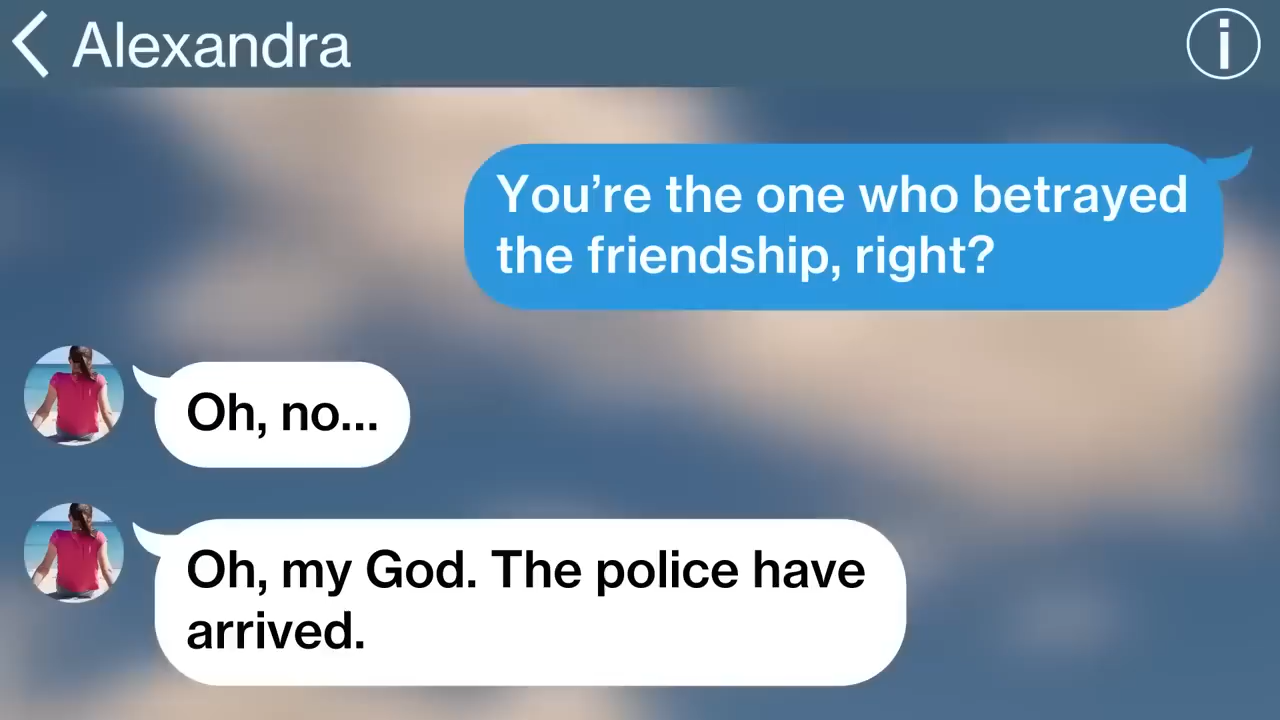 Alexandra
You’re the one who betrayed
the friendship, right?
Oh, no...
Oh, my God. The police have
arrived.